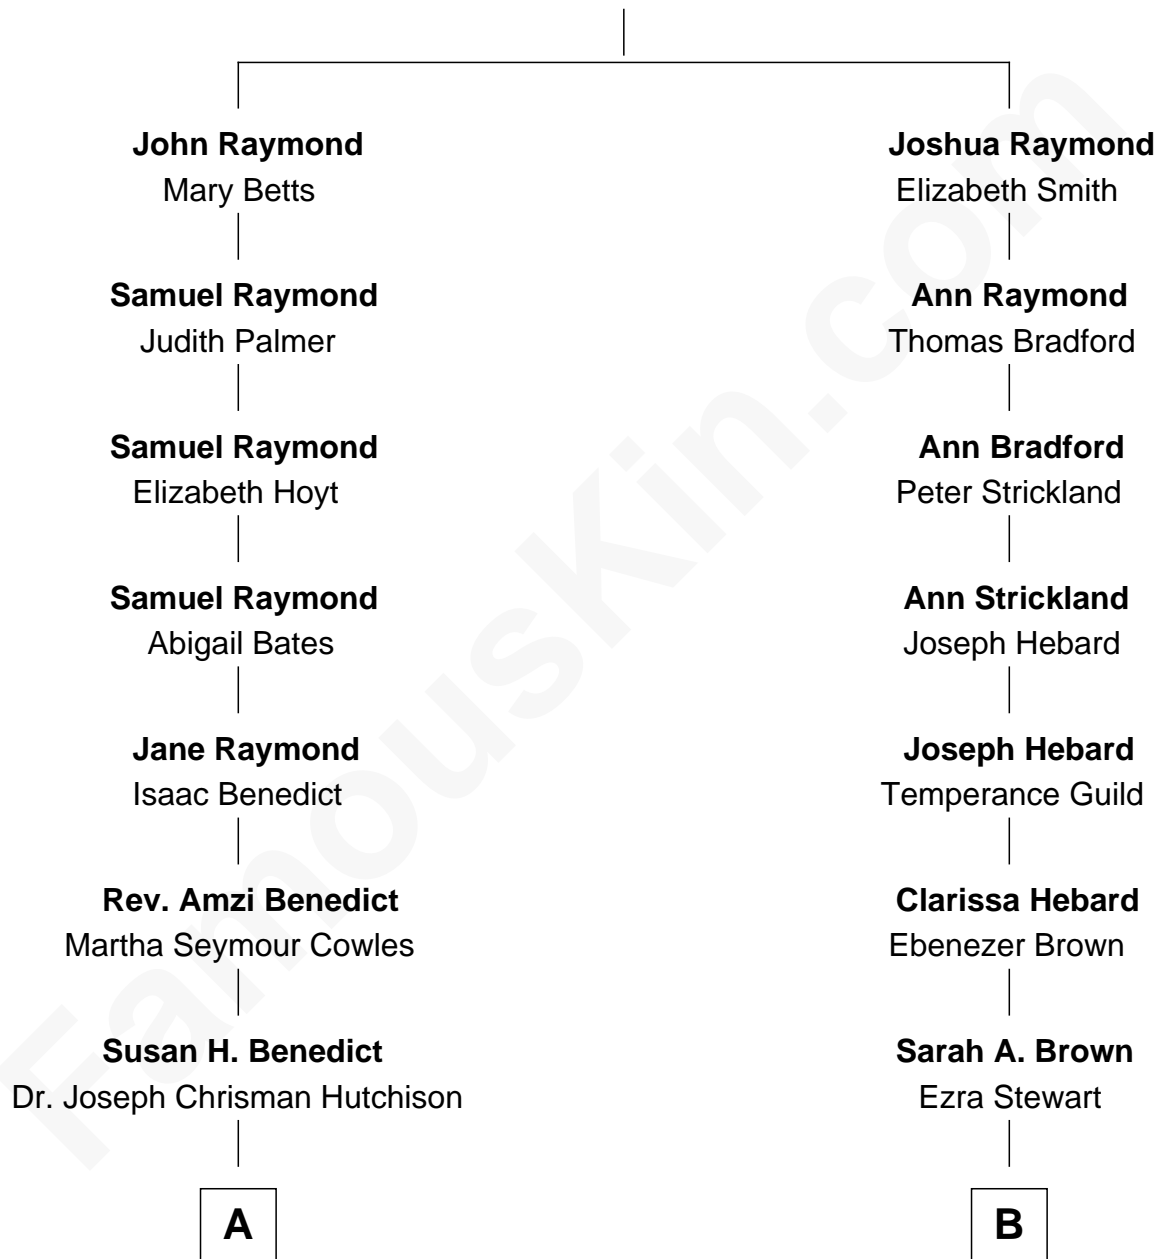 John Raymond
Mary Betts
Joshua Raymond
Elizabeth Smith
Samuel Raymond
Judith Palmer
Ann Raymond
Thomas Bradford
Samuel Raymond
Elizabeth Hoyt
Ann Bradford
Peter Strickland
Samuel Raymond
Abigail Bates
Ann Strickland
Joseph Hebard
Jane Raymond
Isaac Benedict
Joseph Hebard
Temperance Guild
Rev. Amzi Benedict
Martha Seymour Cowles
Clarissa Hebard
Ebenezer Brown
Susan H. Benedict
Dr. Joseph Chrisman Hutchison
Sarah A. Brown
Ezra Stewart
A
B
FamousKin.com